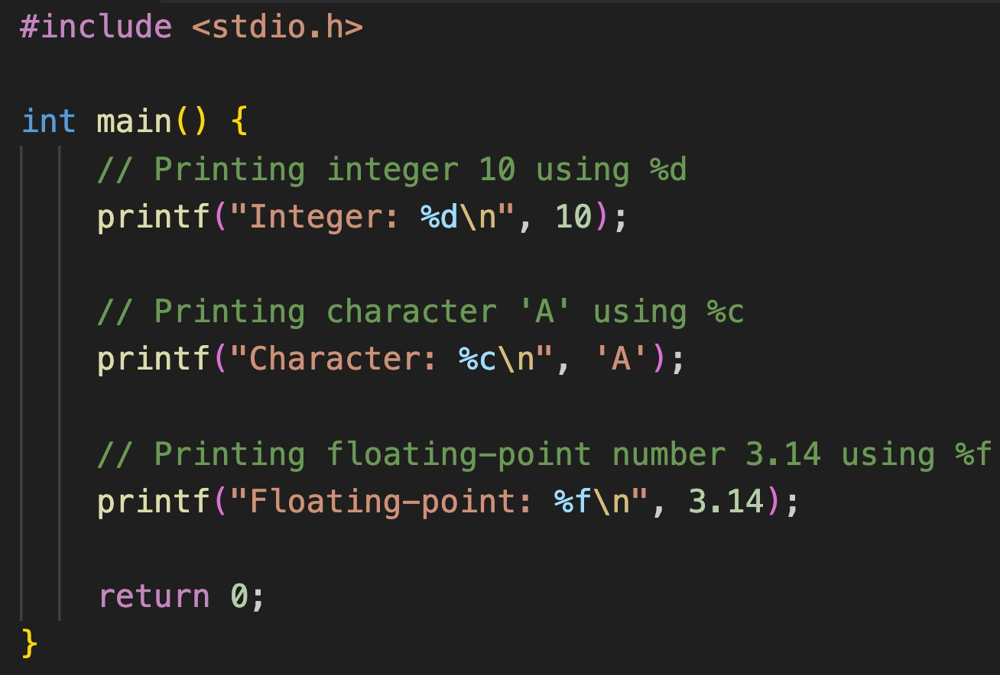 #include <stdio.h>
int main() {
// Printing integer 10 using %d
printf("Integer: %d\n", 10);
// Printing character 'A' using %c
printf("Character: %c\n", 'A');
// Printing floating-point number 3.14 using %f
printf("Floating-point: %f\n", 3.14);
return 0;
}